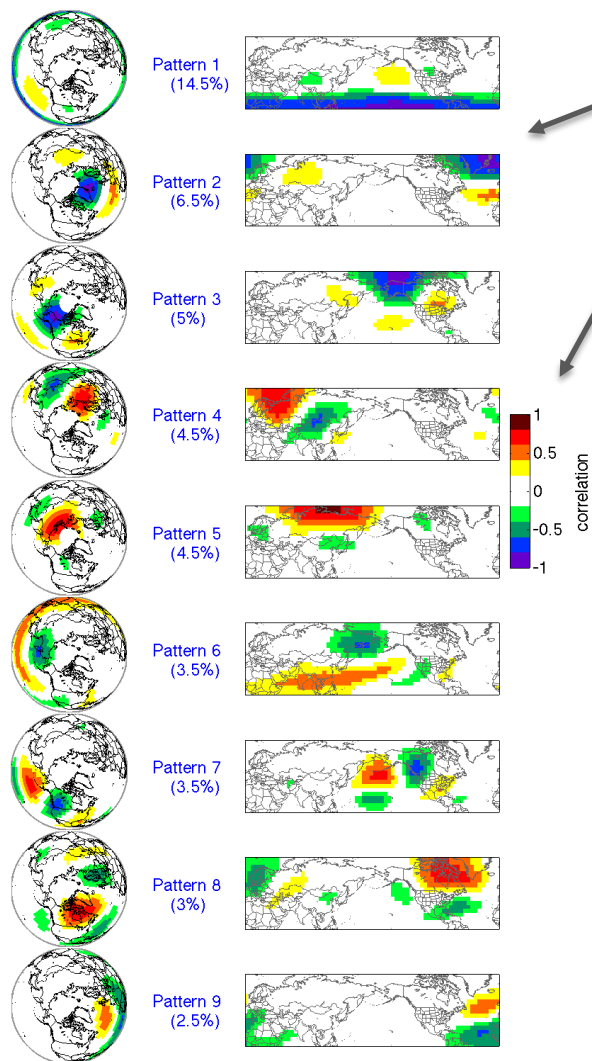 Pattern 1
(14.5%)
Pattern 2
(6.5%)
Pattern 3
(5%)
Pattern 4
(4.5%)
1
0.5
0
-0.5
-1
correlation
Pattern 5
(4.5%)
Pattern 6
(3.5%)
Pattern 7
(3.5%)
Pattern 8
(3%)
Pattern 9
(2.5%)